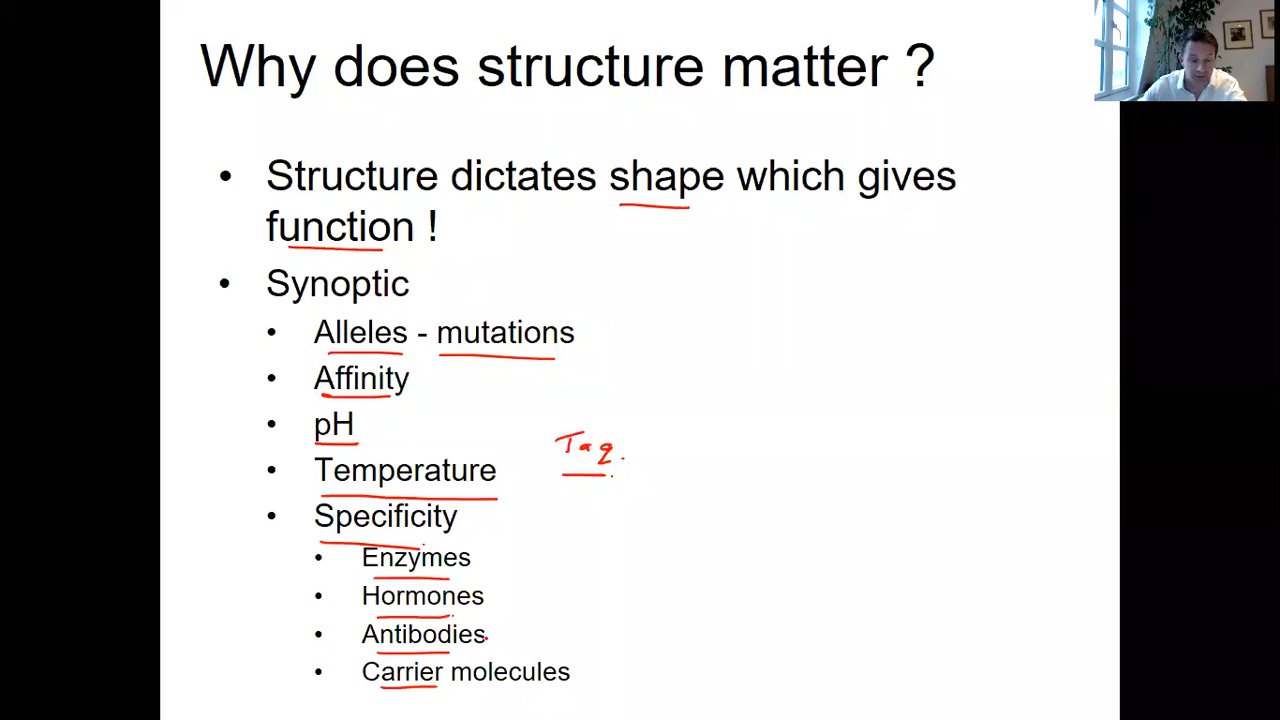 Why does structure matter ?
• Structure dictates shape which gives
function !
• Synoptic
• Alleles - mutations
• Affinity
• pH
Taq.
• Temperature
• Specificity
• Enzymes
• Hormones
• Antibodies
• Carrier molecules